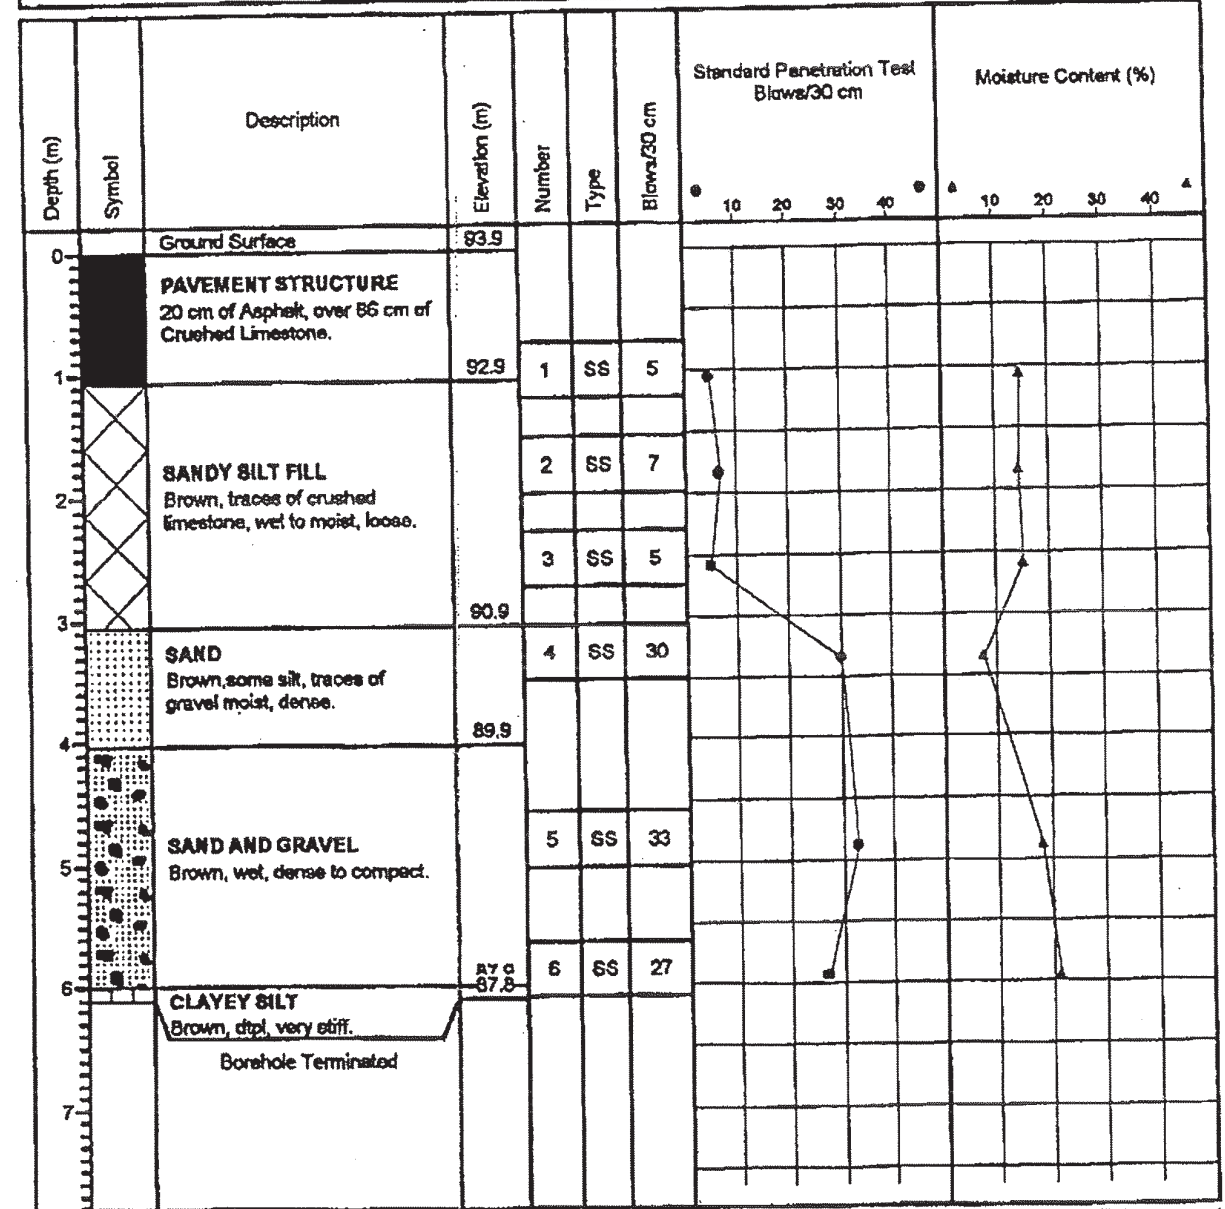 Depth (m)
Symbol
Description
Elevation (m)
Number
Type
Blows/30 cm
Standard Penetration Test
Blows/30 cm
10 20 30 40
Moisture Content (%)
10 20 30 40
Ground Surface 93.9
0
PAVEMENT STRUCTURE
20 cm of Asphalt, over 86 cm of
Crushed Limestone.
92.9
1
1 SS 5
SANDY SILT FILL
Brown, traces of crushed
limestone, wet to moist, loose.
2 SS 7
2
3 SS 5
90.9
3
SAND
Brown,some silt, traces of
gravel moist, dense.
4 SS 30
89.9
4
SAND AND GRAVEL
Brown, wet, dense to compact.
5 SS 33
5
87.8
6 SS 27
6
CLAYEY SILT
Brown, dtpl, very stiff.
Borehole Terminated
7